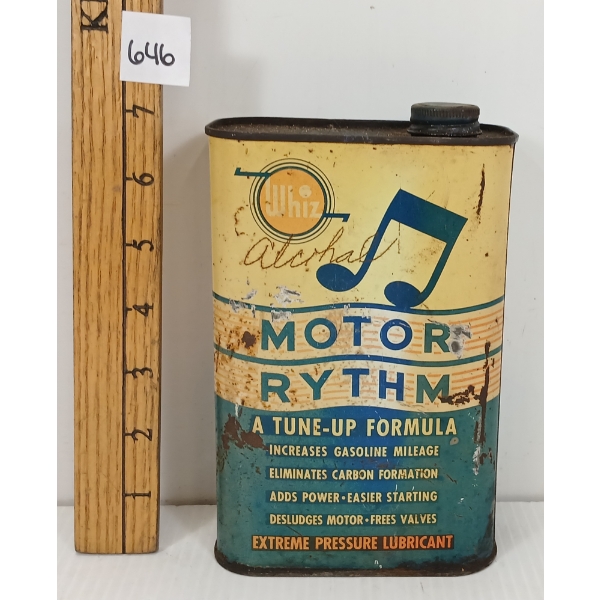 646
7
6
5
4
3
2
1
Whiz
Alcohol
MOTOR
RYTHM
A TUNE-UP FORMULA
INCREASES GASOLINE MILEAGE
ELIMINATES CARBON FORMATION
ADDS POWER • EASIER STARTING
DESLUDGES MOTOR • FREES VALVES
EXTREME PRESSURE LUBRICANT